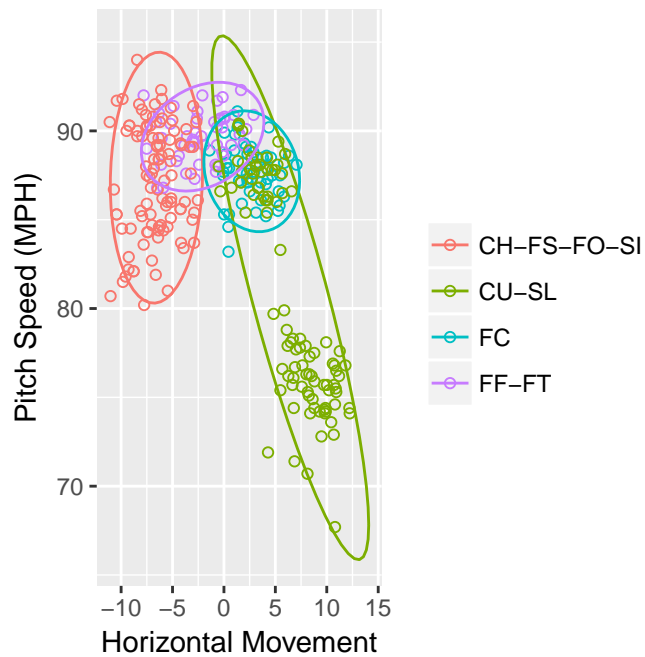 Pitch Speed (MPH)
90
80
70
−10 −5 0 5 10 15
Horizontal Movement
CH−FS−FO−SI
CU−SL
FC
FF−FT